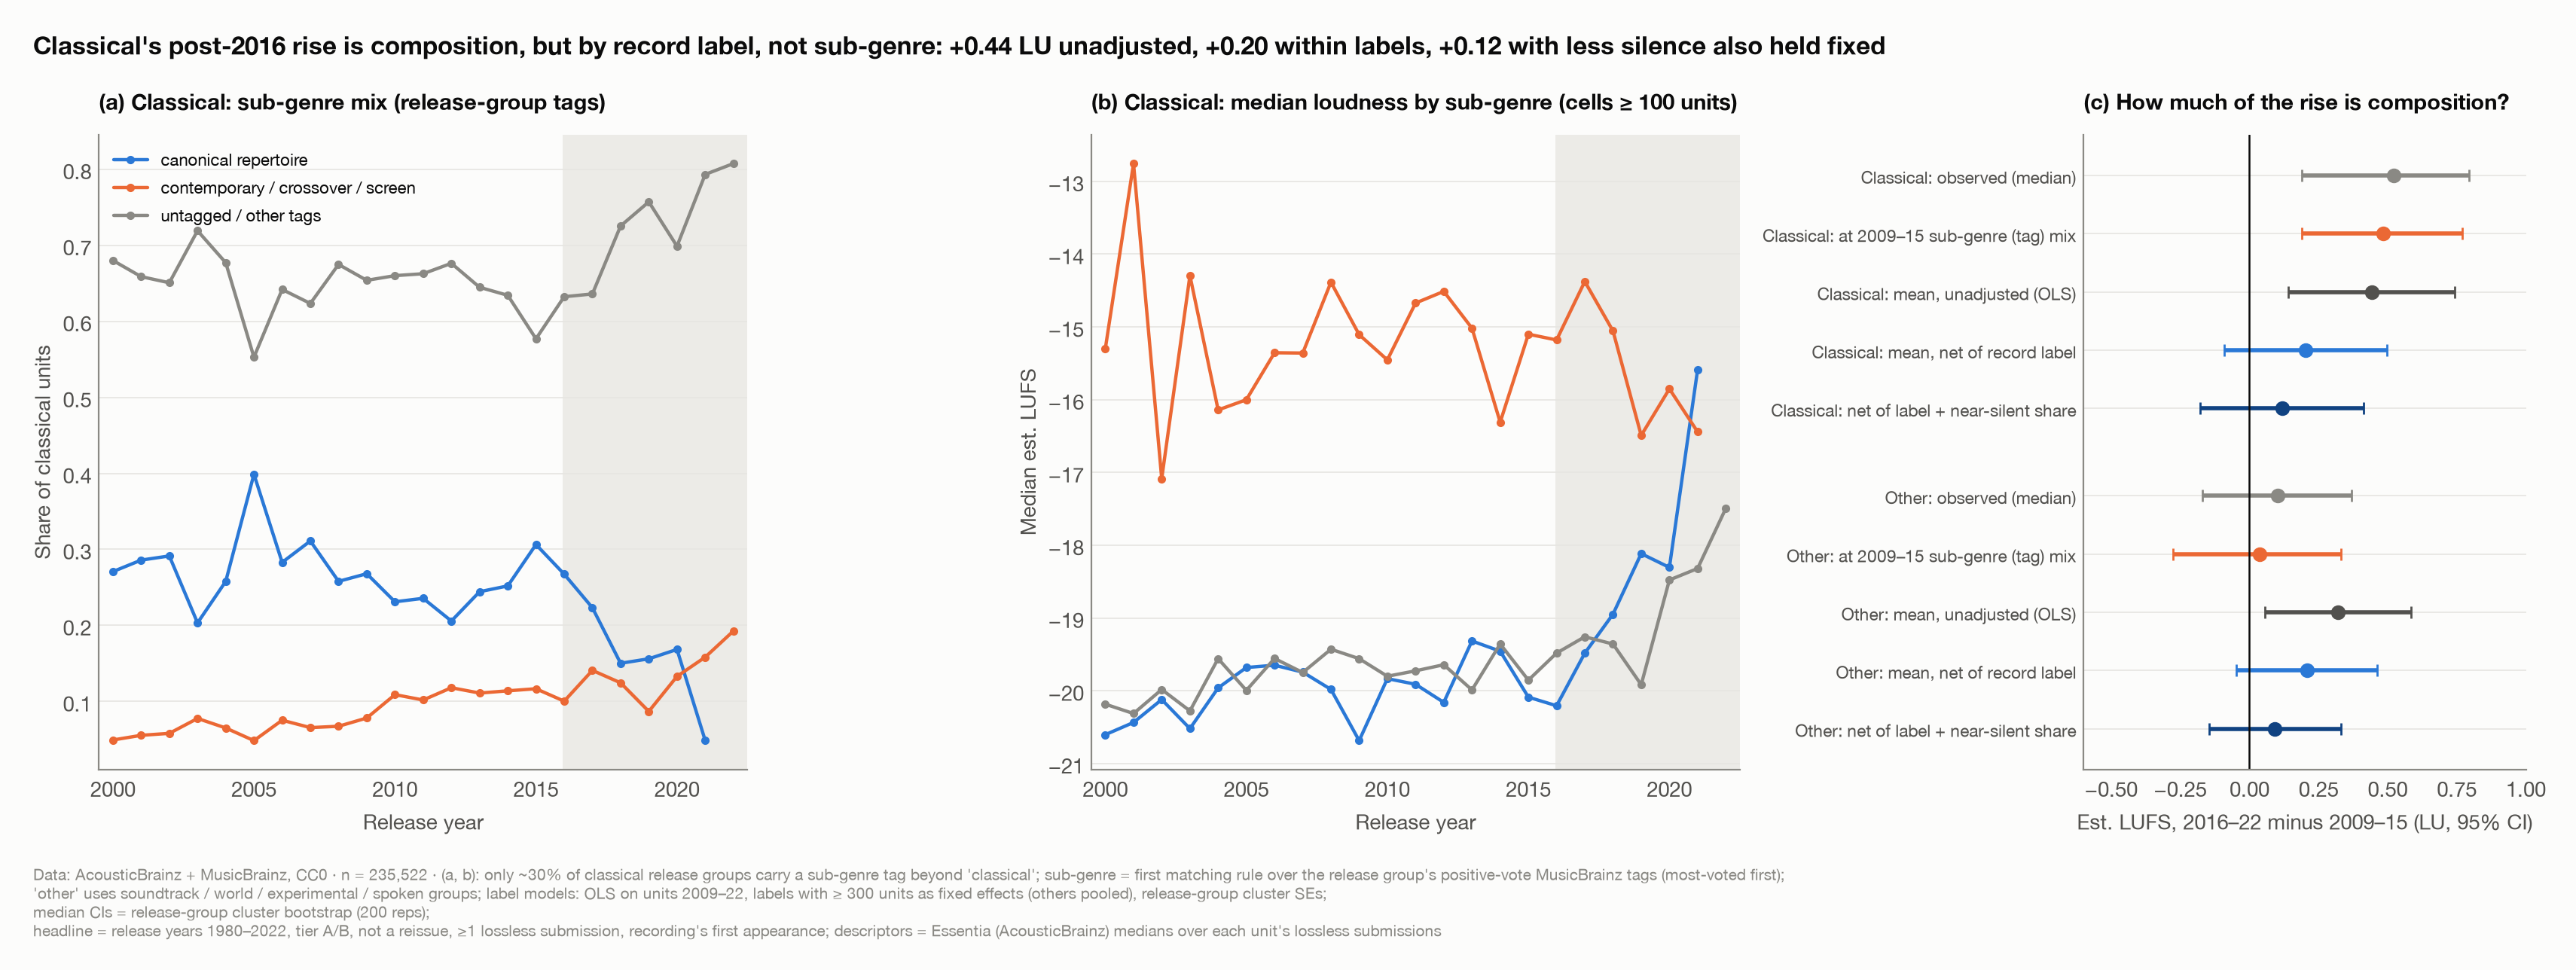 Classical's post-2016 rise is composition, but by record label, not sub-genre: +0.44 LU unadjusted, +0.20 within labels, +0.12 with less silence also held fixed
(a) Classical: sub-genre mix (release-group tags)
canonical repertoire
contemporary / crossover / screen
untagged / other tags
Share of classical units
0.8
0.7
0.6
0.5
0.4
0.3
0.2
0.1
2000
2005
2010
2015
2020
Release year
(b) Classical: median loudness by sub-genre (cells ≥ 100 units)
Median est. LUFS
−13
−14
−15
−16
−17
−18
−19
−20
−21
2000
2005
2010
2015
2020
Release year
(c) How much of the rise is composition?
Classical: observed (median)
Classical: at 2009–15 sub-genre (tag) mix
Classical: mean, unadjusted (OLS)
Classical: mean, net of record label
Classical: net of label + near-silent share
Other: observed (median)
Other: at 2009–15 sub-genre (tag) mix
Other: mean, unadjusted (OLS)
Other: mean, net of record label
Other: net of label + near-silent share
−0.50
−0.25
0.00
0.25
0.50
0.75
1.00
Est. LUFS, 2016–22 minus 2009–15 (LU, 95% CI)
Data: AcousticBrainz + MusicBrainz, CC0 · n = 235,522 · (a, b): only ~30% of classical release groups carry a sub-genre tag beyond 'classical'; sub-genre = first matching rule over the release group's positive-vote MusicBrainz tags (most-voted first);
'other' uses soundtrack / world / experimental / spoken groups; label models: OLS on units 2009–22, labels with ≥ 300 units as fixed effects (others pooled), release-group cluster SEs;
median CIs = release-group cluster bootstrap (200 reps);
headline = release years 1980–2022, tier A/B, not a reissue, ≥1 lossless submission, recording's first appearance; descriptors = Essentia (AcousticBrainz) medians over each unit's lossless submissions